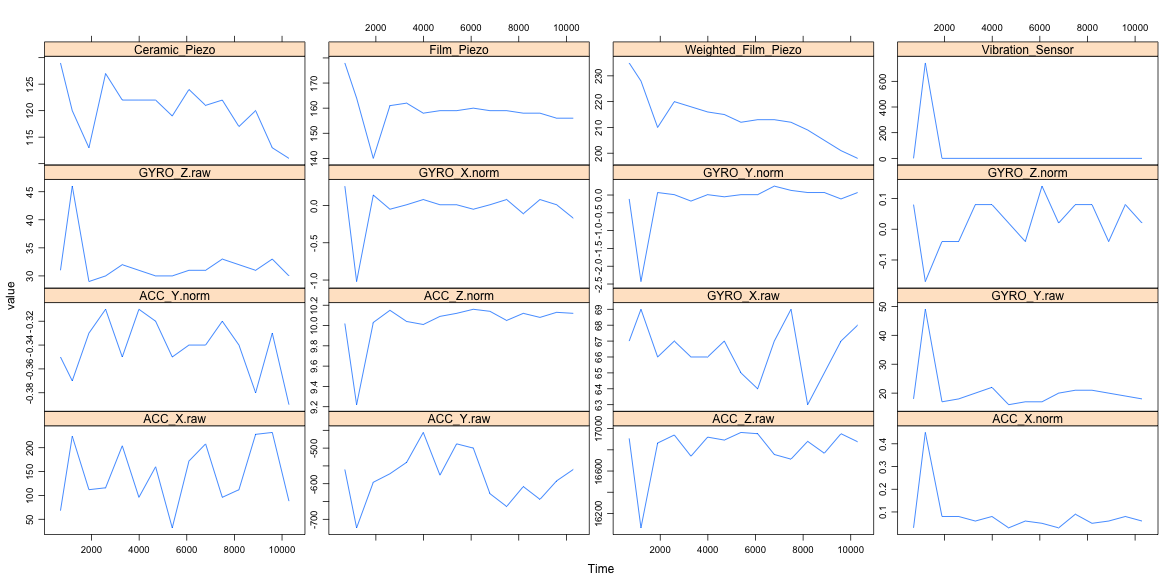 2000 4000 6000 8000 10000 2000 4000 6000 8000 10000
Ceramic_Piezo Film_Piezo Weighted_Film_Piezo Vibration_Sensor
115 120 125
140 150 160 170
200 210 220 230
0 200 400 600
GYRO_Z.raw GYRO_X.norm GYRO_Y.norm GYRO_Z.norm
30 35 40 45
-1.0 -0.5 0.0
-2.5 -2.0 -1.5 -1.0 -0.5 0.0
-0.1 0.0 0.1
value
ACC_Y.norm ACC_Z.norm GYRO_X.raw GYRO_Y.raw
-0.38 -0.36 -0.34 -0.32
9.2 9.4 9.6 9.8 10.0 10.2
63 64 65 66 67 68 69
20 30 40 50
ACC_X.raw ACC_Y.raw ACC_Z.raw ACC_X.norm
50 100 150 200
-700 -600 -500
16200 16600 17000
0.1 0.2 0.3 0.4
2000 4000 6000 8000 10000 2000 4000 6000 8000 10000
Time